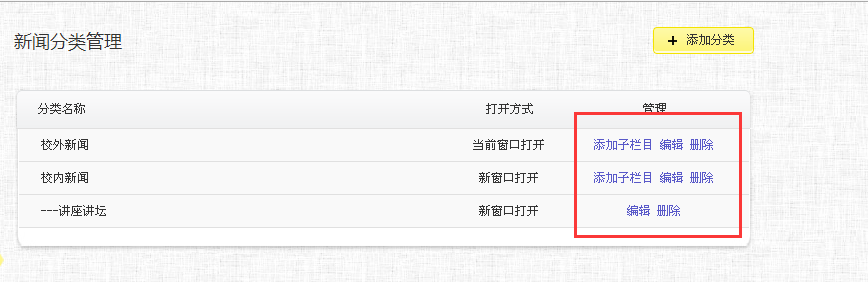 新闻分类管理
+ 添加分类
分类名称 打开方式 管理
校外新闻 当前窗口打开 添加子栏目 编辑 删除
校内新闻 新窗口打开 添加子栏目 编辑 删除
---讲座讲坛 新窗口打开 编辑 删除